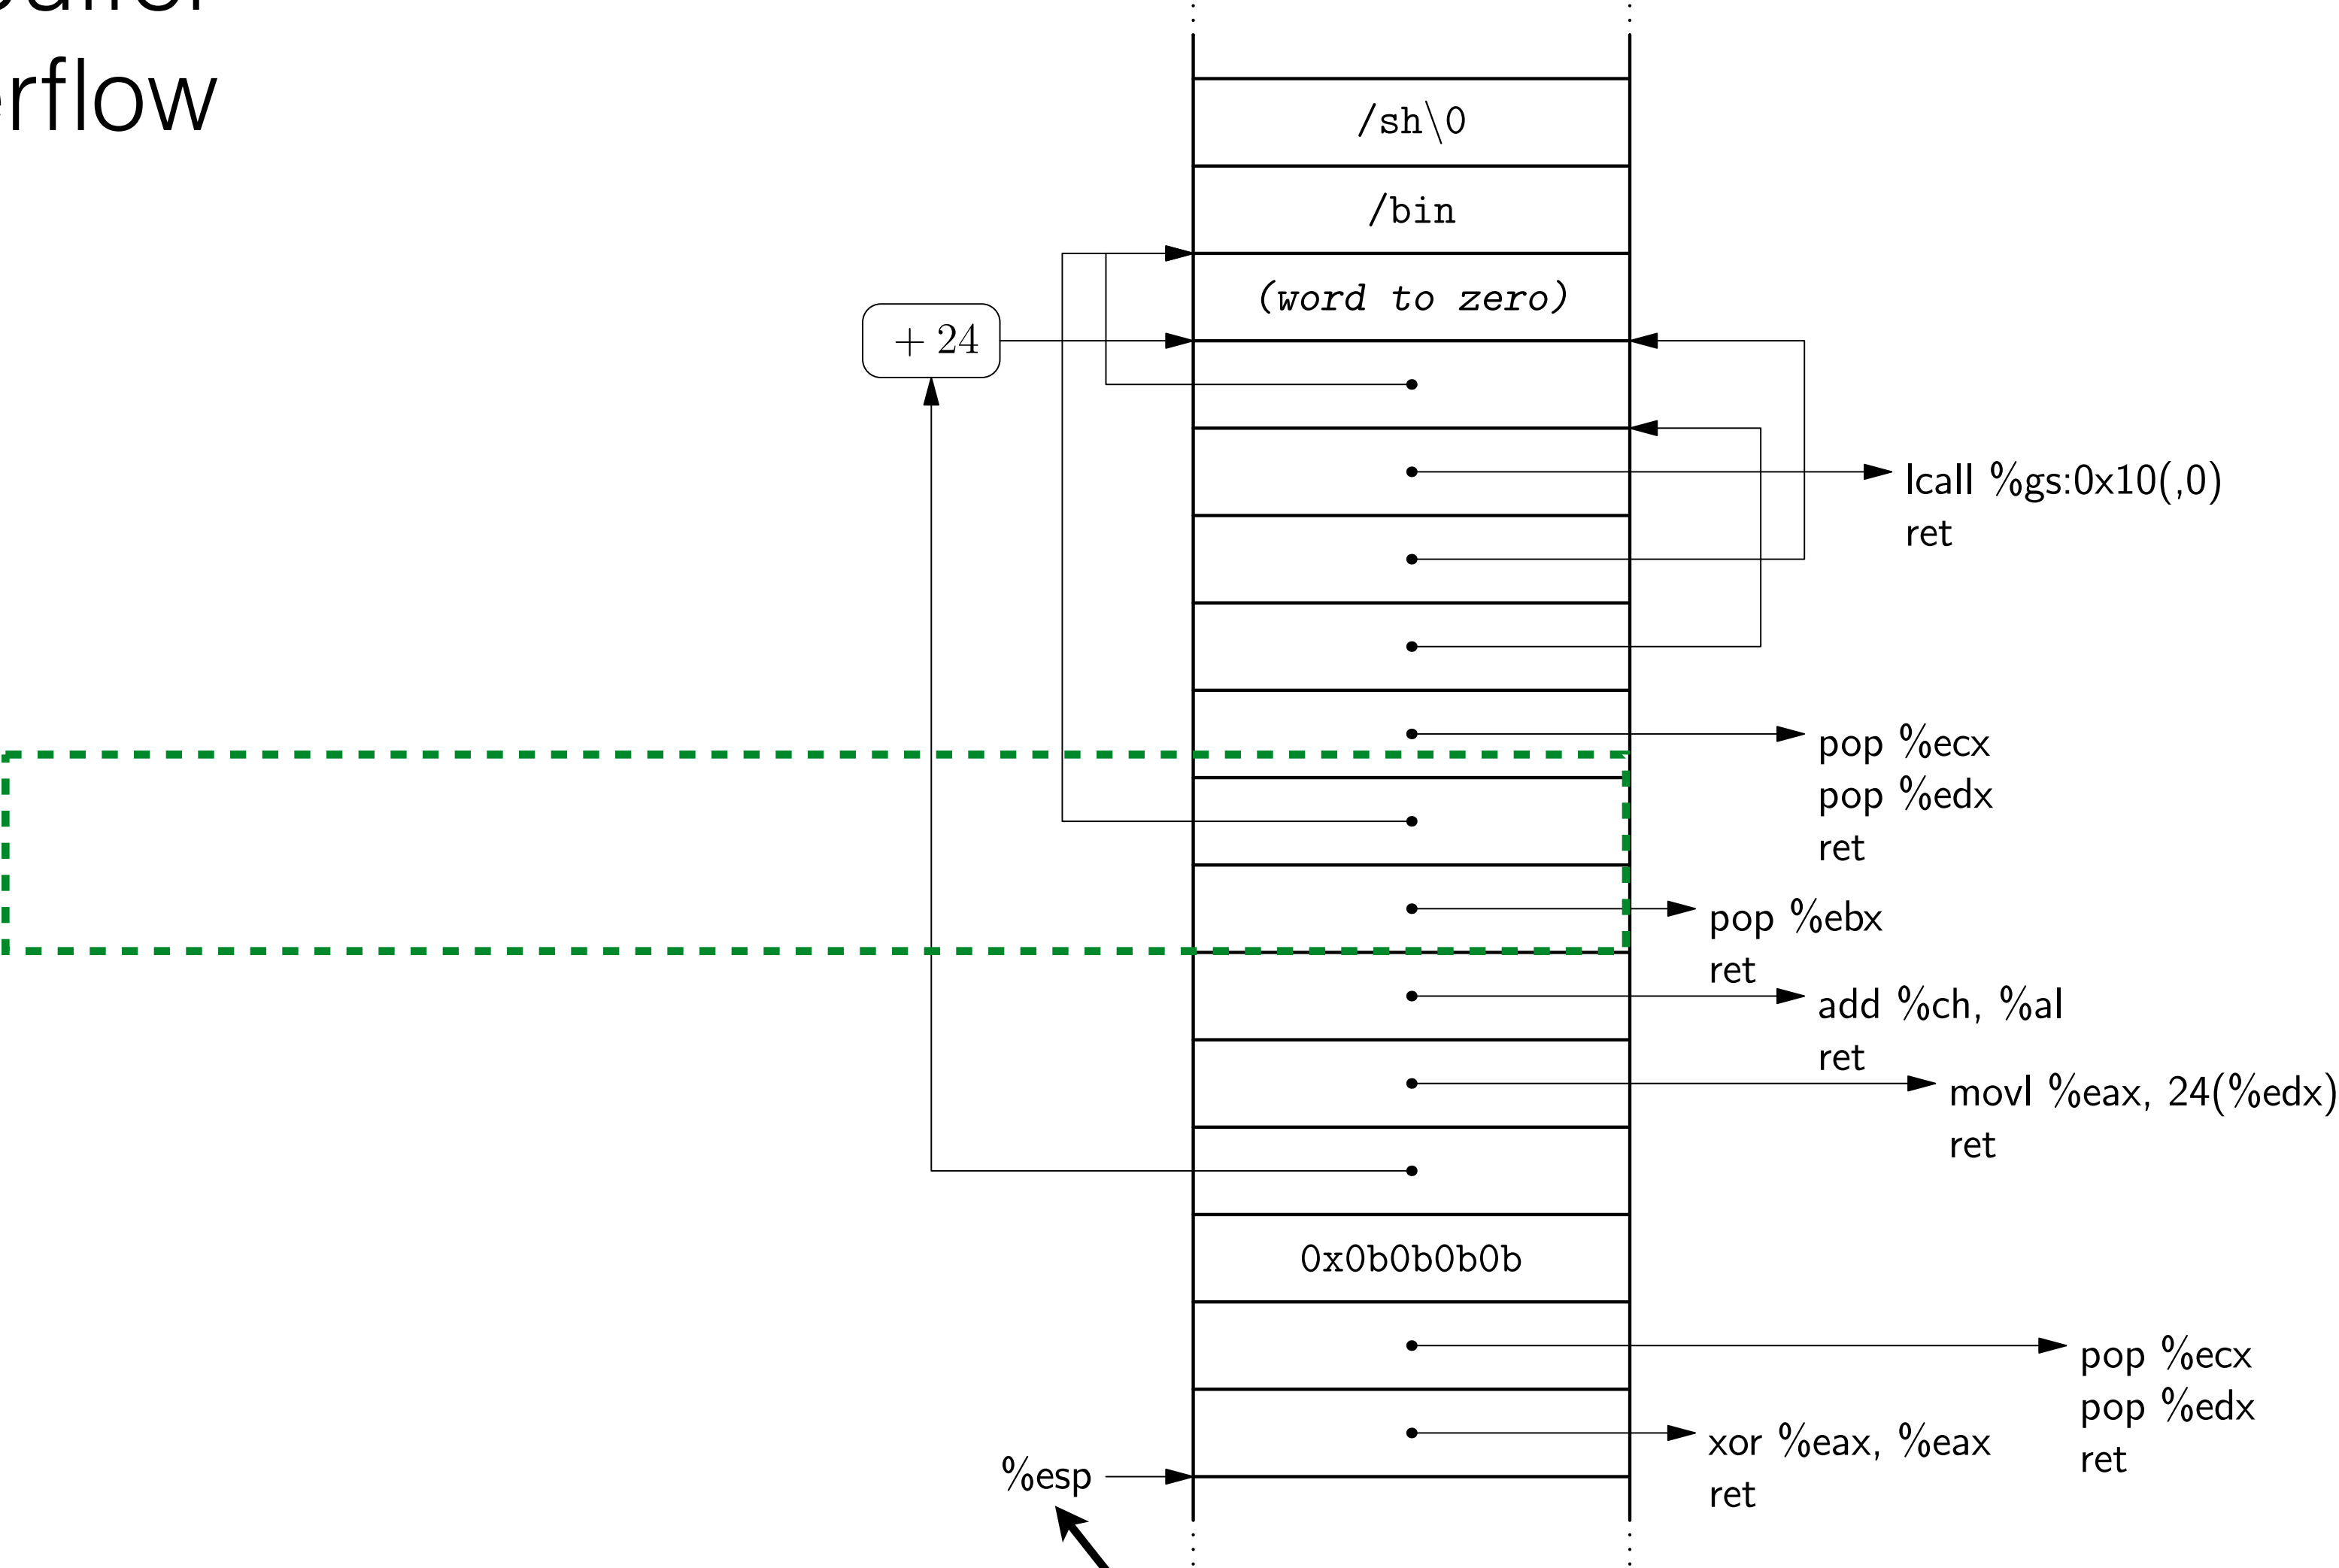 erflow
/sh\0
/bin
(word to zero)
+ 24
lcall %gs:0x10(,0)
ret
pop %ecx
pop %edx
ret
pop %ebx
ret
add %ch, %al
ret
movl %eax, 24(%edx)
ret
0x0b0b0b0b
pop %ecx
pop %edx
ret
xor %eax, %eax
ret
%esp